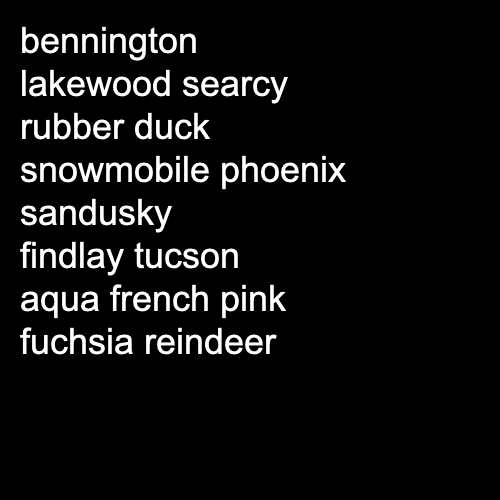 bennington
lakewood searcy
rubber duck
snowmobile phoenix
sandusky
findlay tucson
aqua french pink
fuchsia reindeer